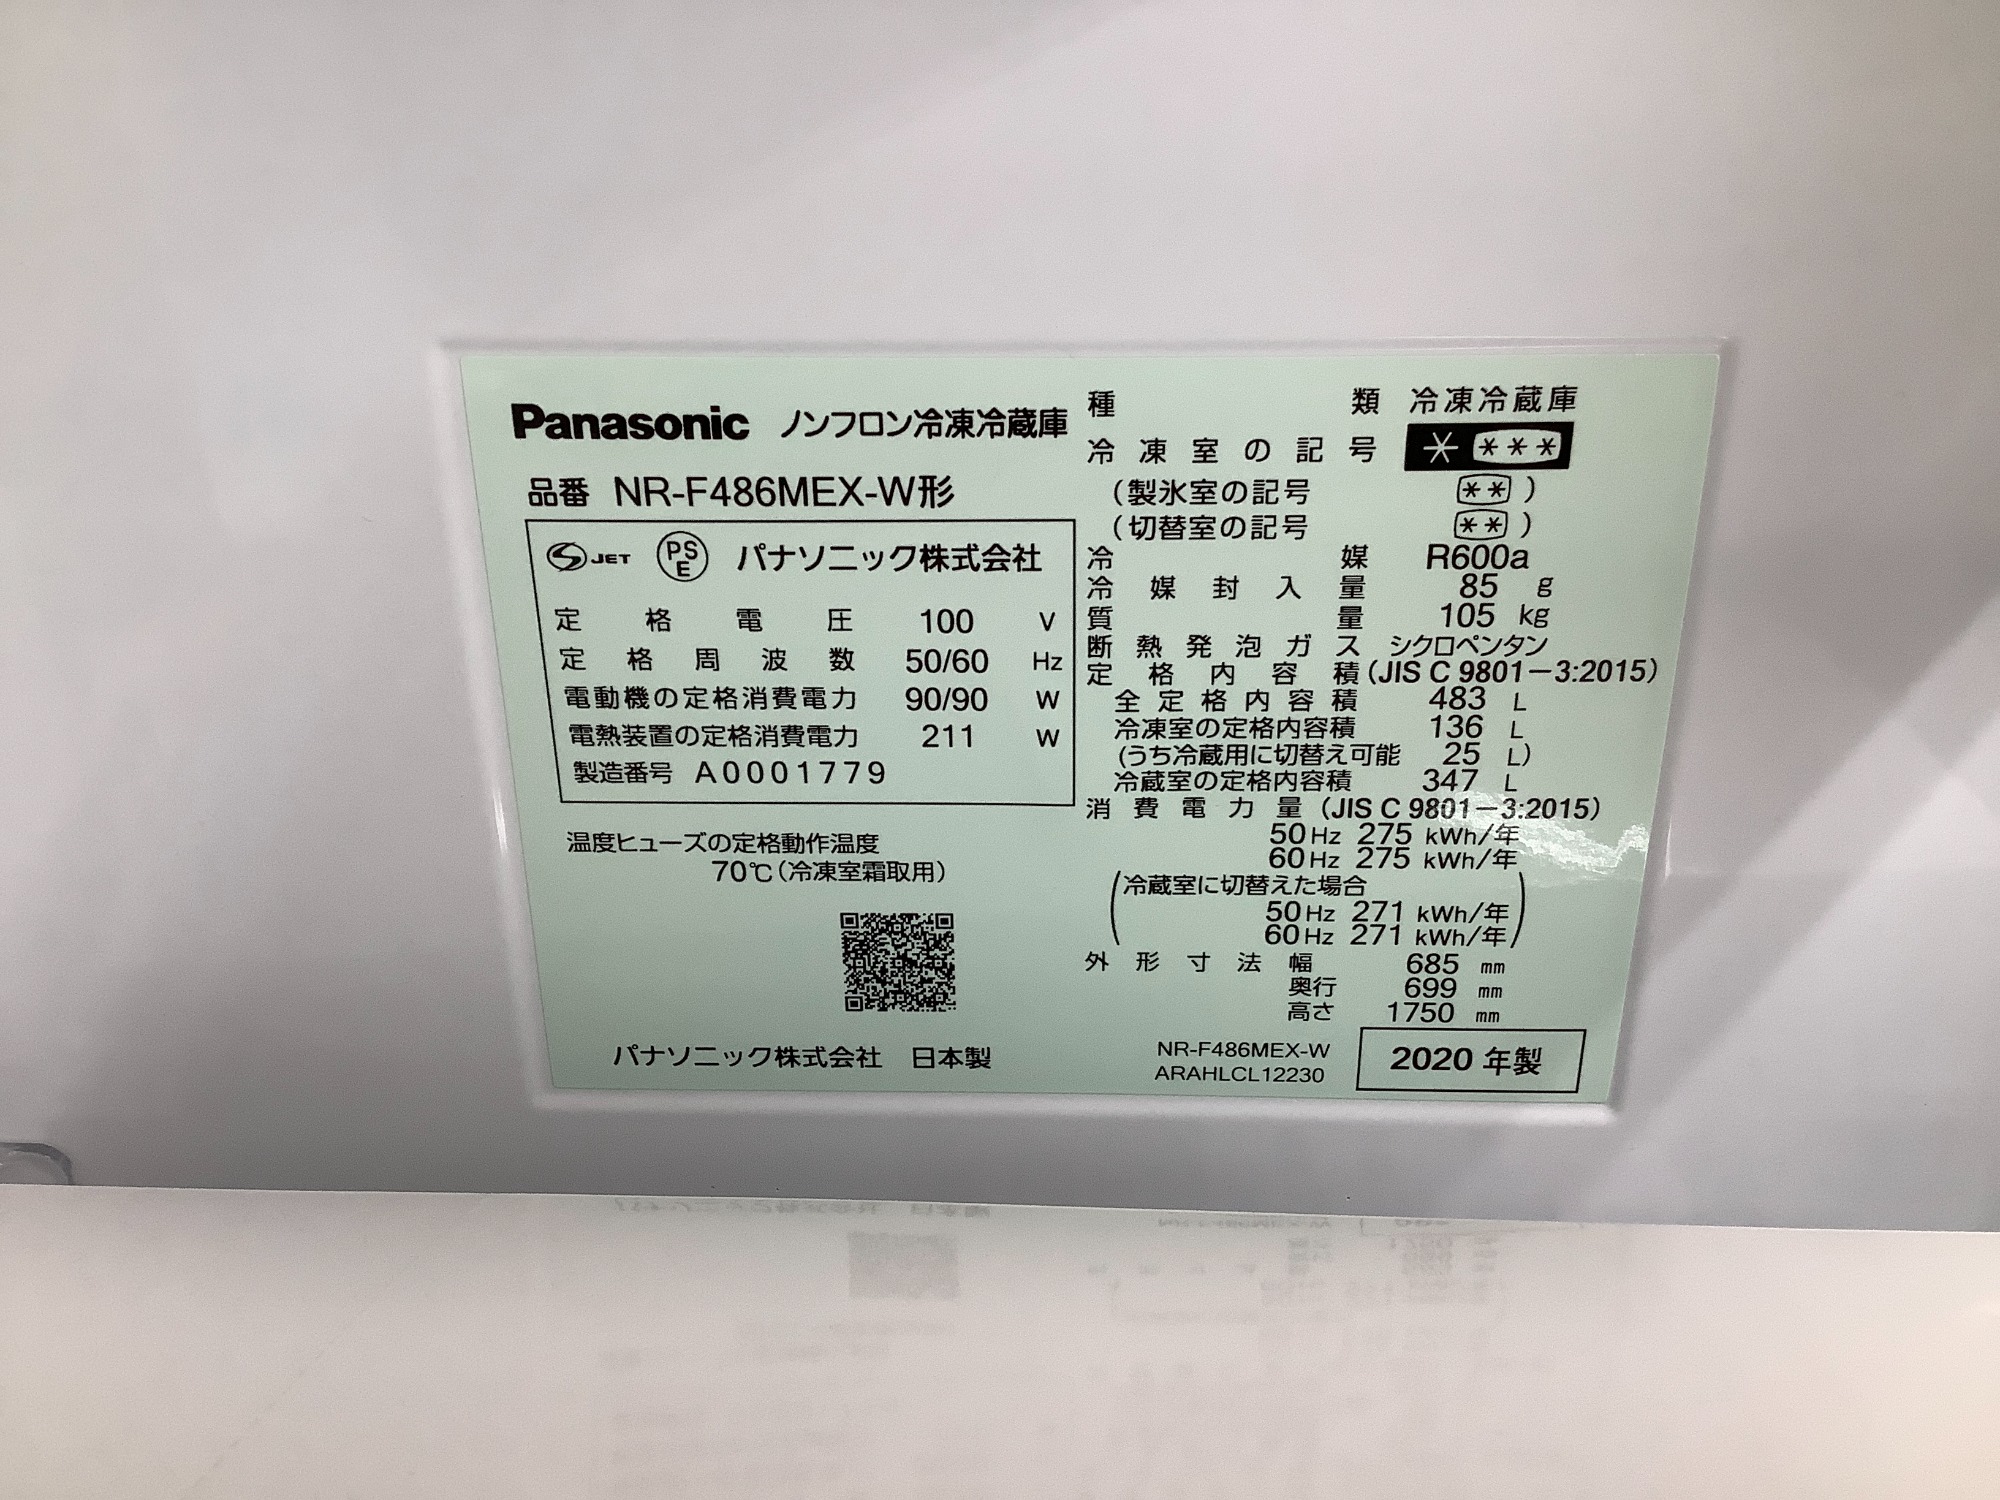 Panasonic ノンフロン冷凍冷蔵庫
品番 NR-F486MEX-W形
JET PSE パナソニック株式会社
定格電圧 100 V
定格周波数 50/60 Hz
電動機の定格消費電力 90/90 W
電熱装置の定格消費電力 211 W
製造番号 A0001779
温度ヒューズの定格動作温度
70℃(冷凍室霜取用)
パナソニック株式会社 日本製
種類 冷凍冷蔵庫
冷凍室の記号 * ***
(製氷室の記号 **)
(切替室の記号 **)
冷媒 R600a
冷媒封入量 85 g
質量 105 kg
断熱発泡ガス シクロペンタン
定格内容積(JIS C 9801-3:2015)
全定格内容積 483 L
冷凍室の定格内容積 136 L
(うち冷蔵用に切替え可能 25 L)
冷蔵室の定格内容積 347 L
消費電力量(JIS C 9801-3:2015)
50Hz 275 kWh/年
60Hz 275 kWh/年
(冷蔵室に切替えた場合
50Hz 271 kWh/年
60Hz 271 kWh/年)
外形寸法 幅 685 mm
奥行 699 mm
高さ 1750 mm
NR-F486MEX-W
ARAHLCL12230
2020 年製